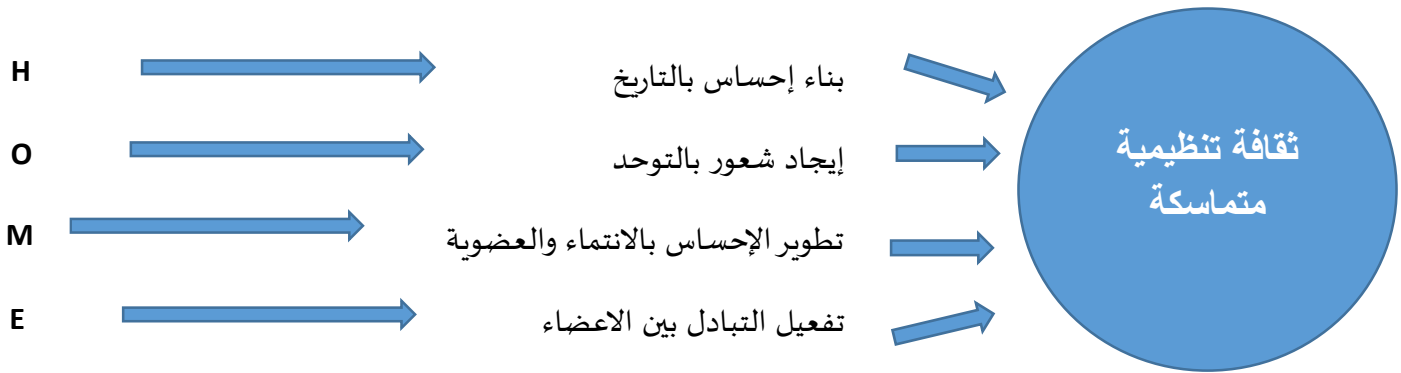 H
بناء إحساس بالتاريخ
O
إيجاد شعور بالتوحد
M
تطوير الإحساس بالانتماء والعضوية
E
تفعيل التبادل بين الاعضاء
ثقافة تنظيمية
متماسكة